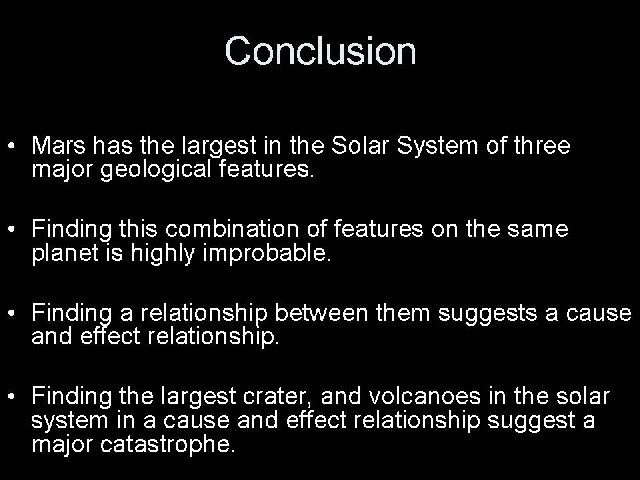 Conclusion
• Mars has the largest in the Solar System of three
major geological features.
• Finding this combination of features on the same
planet is highly improbable.
• Finding a relationship between them suggests a cause
and effect relationship.
• Finding the largest crater, and volcanoes in the solar
system in a cause and effect relationship suggest a
major catastrophe.